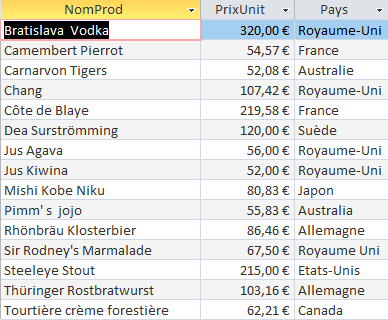 NomProd PrixUnit Pays
Bratislava Vodka 320,00 € Royaume-Uni
Camembert Pierrot 54,57 € France
Carnarvon Tigers 52,08 € Australie
Chang 107,42 € Royaume-Uni
Côte de Blaye 219,58 € France
Dea Surströmming 120,00 € Suède
Jus Agava 56,00 € Royaume-Uni
Jus Kiwina 52,00 € Royaume-Uni
Mishi Kobe Niku 80,83 € Japon
Pimm' s jojo 55,83 € Australia
Rhönbräu Klosterbier 86,46 € Allemagne
Sir Rodney's Marmalade 67,50 € Royaume Uni
Steeleye Stout 215,00 € Etats-Unis
Thüringer Rostbratwurst 103,16 € Allemagne
Tourtière crème forestière 62,21 € Canada